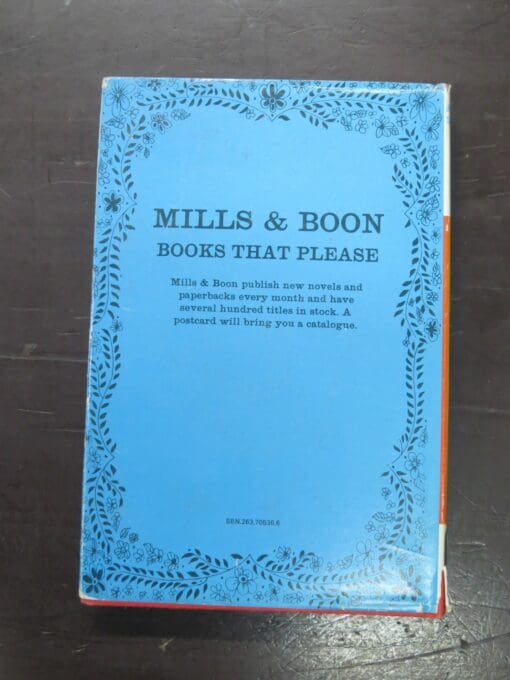 MILLS & BOON
BOOKS THAT PLEASE
Mills & Boon publish new novels and
paperbacks every month and have
several hundred titles in stock. A
postcard will bring you a catalogue.
SBN.263.70536.6